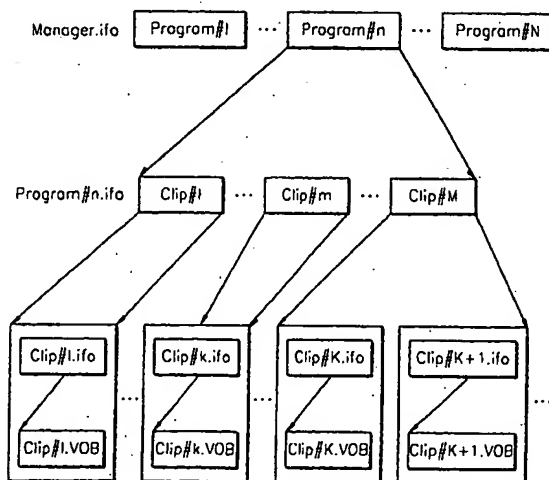 Manager.ifo Program#1 ... Program#n ... Program#N
Program#n.ifo Clip#1 ... Clip#m ... Clip#M
Clip#1.ifo Clip#k.ifo Clip#K.ifo Clip#K+1.ifo
... ... ...
Clip#1.VOB Clip#k.VOB Clip#K.VOB Clip#K+1.VOB